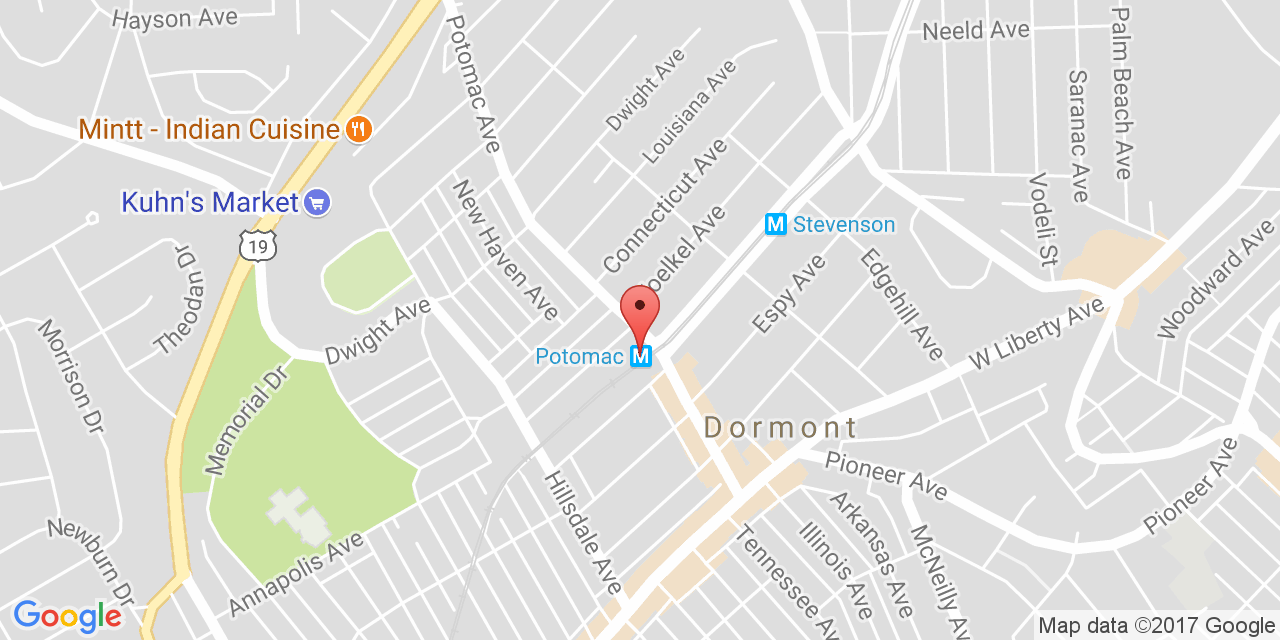 Hayson Ave
Potomac Ave
Neeld Ave
Palm Beach Ave
Saranac Ave
Dwight Ave
Louisiana Ave
Mintt - Indian Cuisine
Connecticut Ave
Kuhn's Market
New Haven Ave
Vodeli St
M Stevenson
19
Theodan Dr
oelkel Ave
Espy Ave
Edgehill Ave
Woodward Ave
Morrison Dr
Dwight Ave
W Liberty Ave
Potomac M
Memorial Dr
Dormont
Pioneer Ave
Pioneer Ave
Hillsdale Ave
Newburn Dr
Annapolis Ave
Tennessee Av
Illinois Ave
Arkansas Ave
McNeilly Av
Google
Map data ©2017 Google